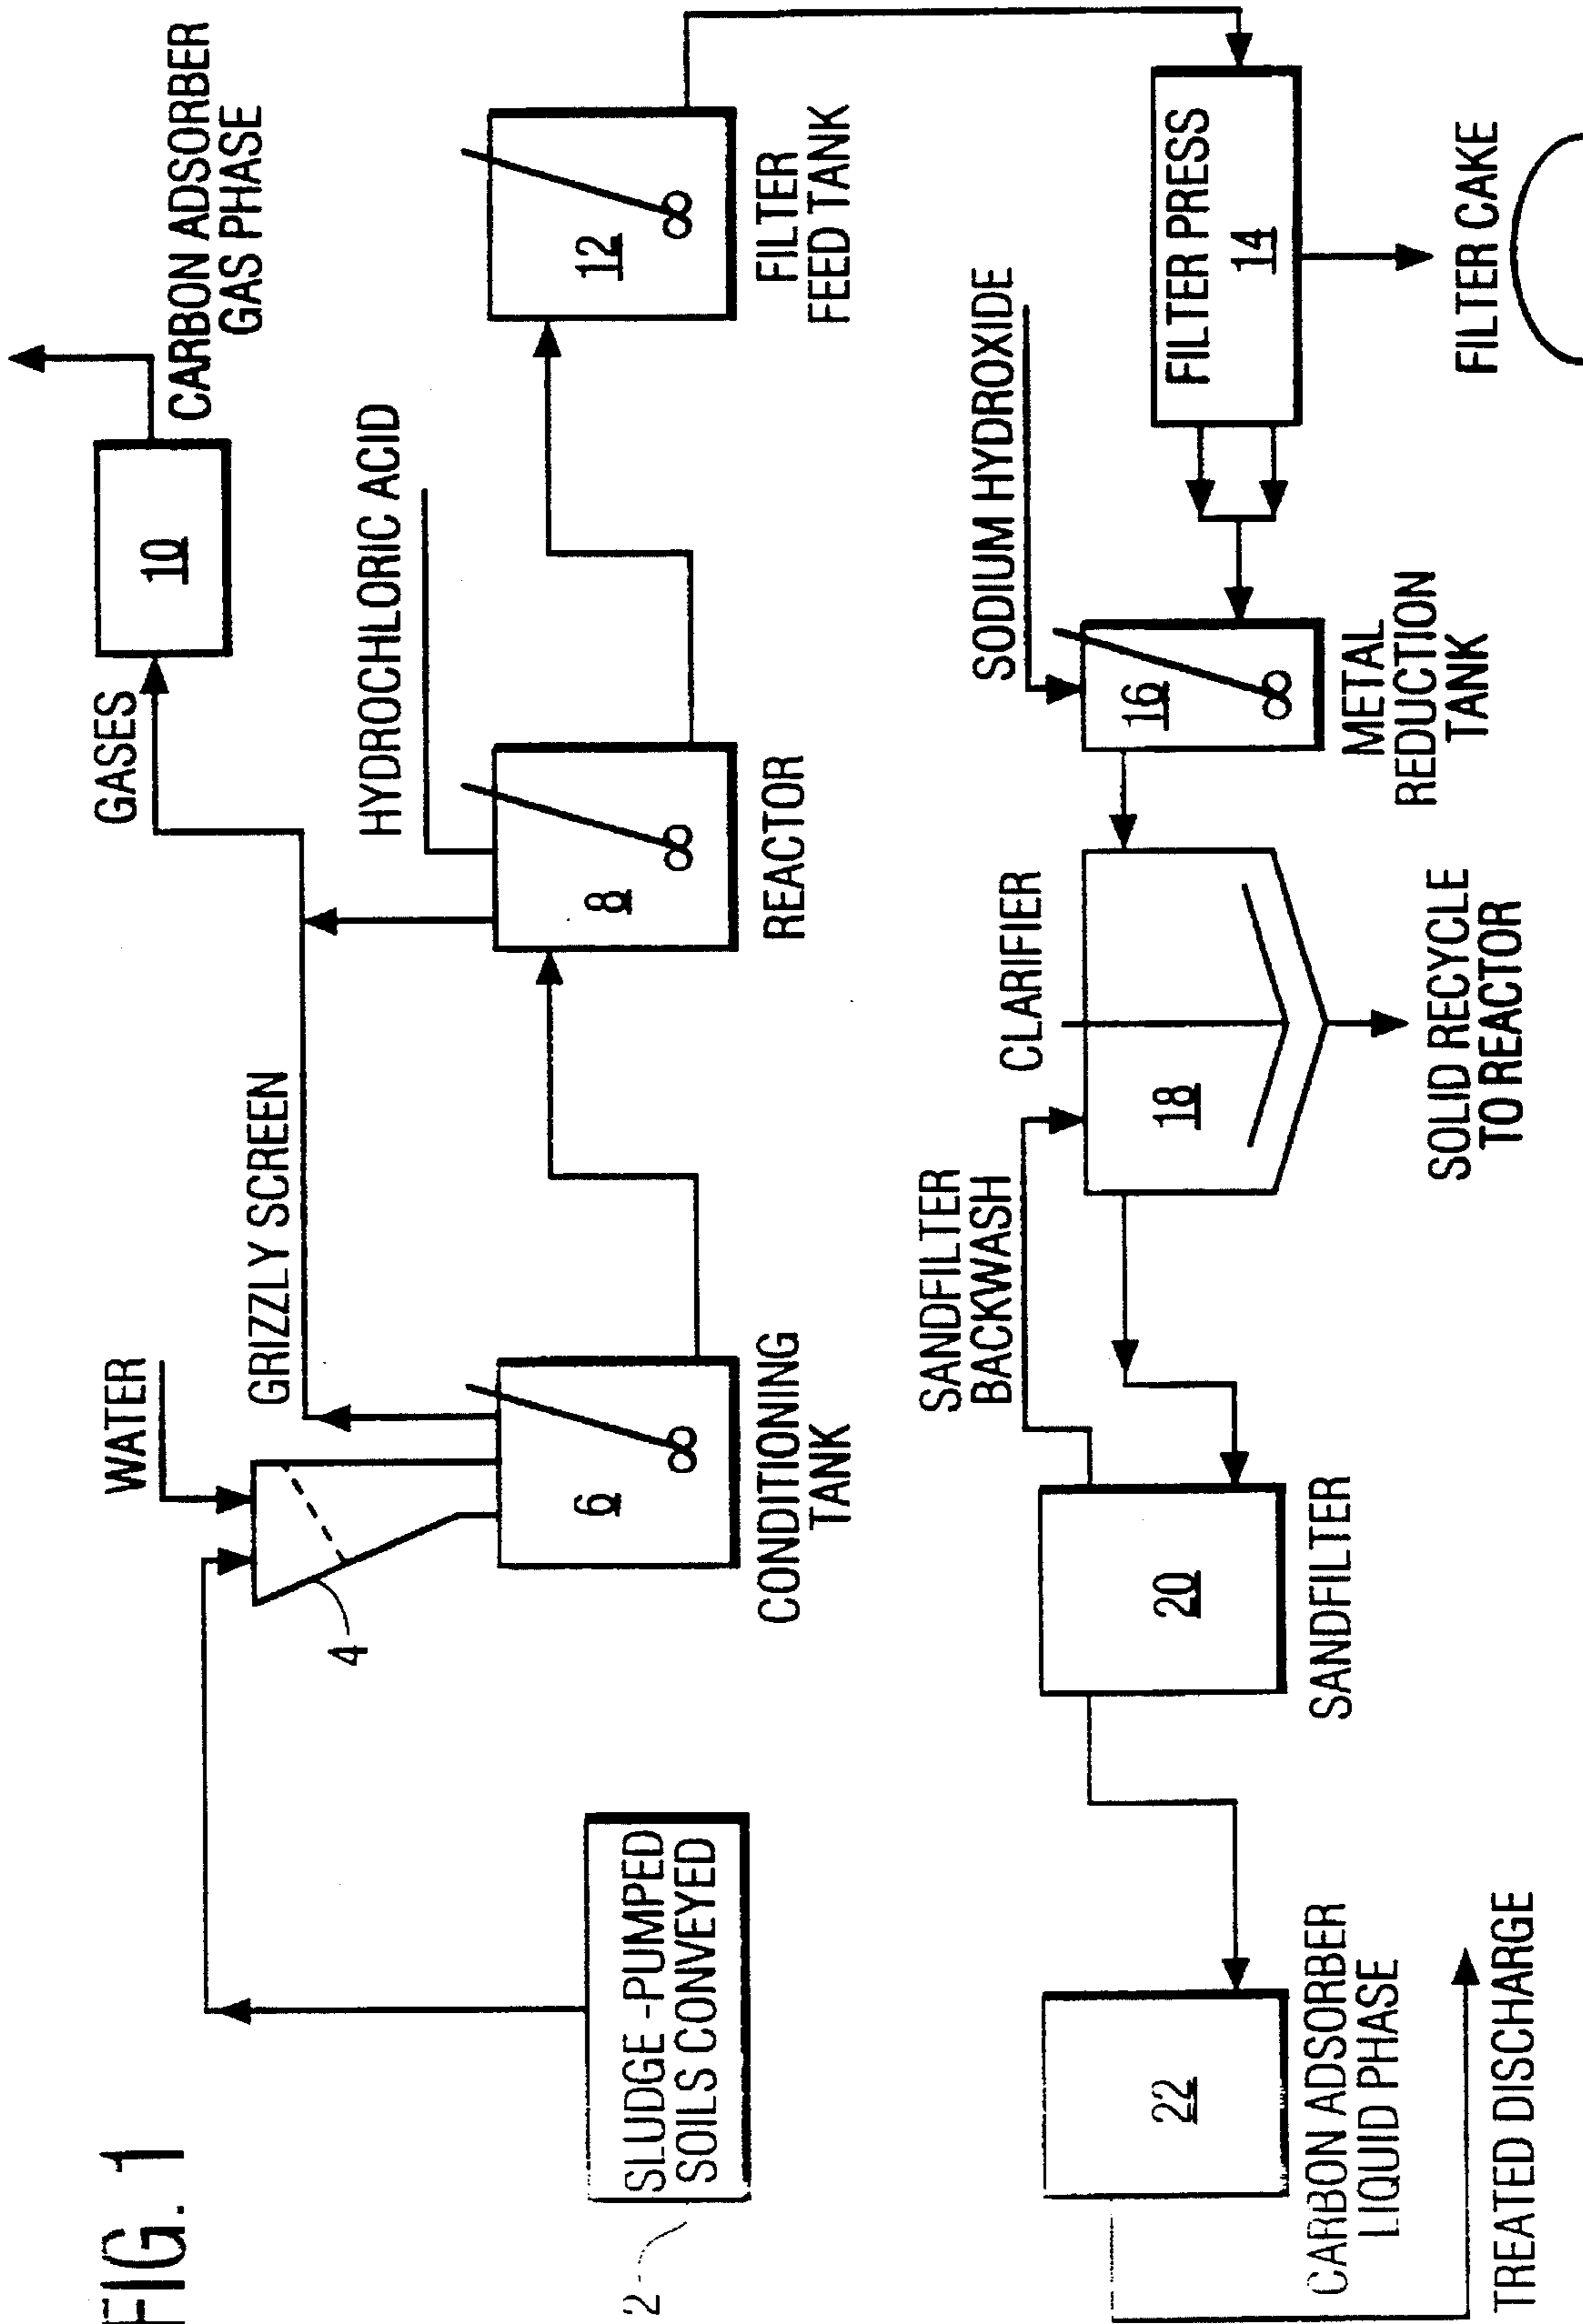 FIG. 1
WATER
GRIZZLY SCREEN
GASES
10
CARBON ADSORBER
GAS PHASE
4
HYDROCHLORIC ACID
2
SLUDGE-PUMPED
SOILS CONVEYED
6
CONDITIONING
TANK
8
REACTOR
12
FILTER
FEED TANK
SANDFILTER
BACKWASH
CLARIFIER
SODIUM HYDROXIDE
22
CARBON ADSORBER
LIQUID PHASE
TREATED DISCHARGE
20
SANDFILTER
18
SOLID RECYCLE
TO REACTOR
16
METAL
REDUCTION
TANK
FILTER PRESS
14
FILTER CAKE